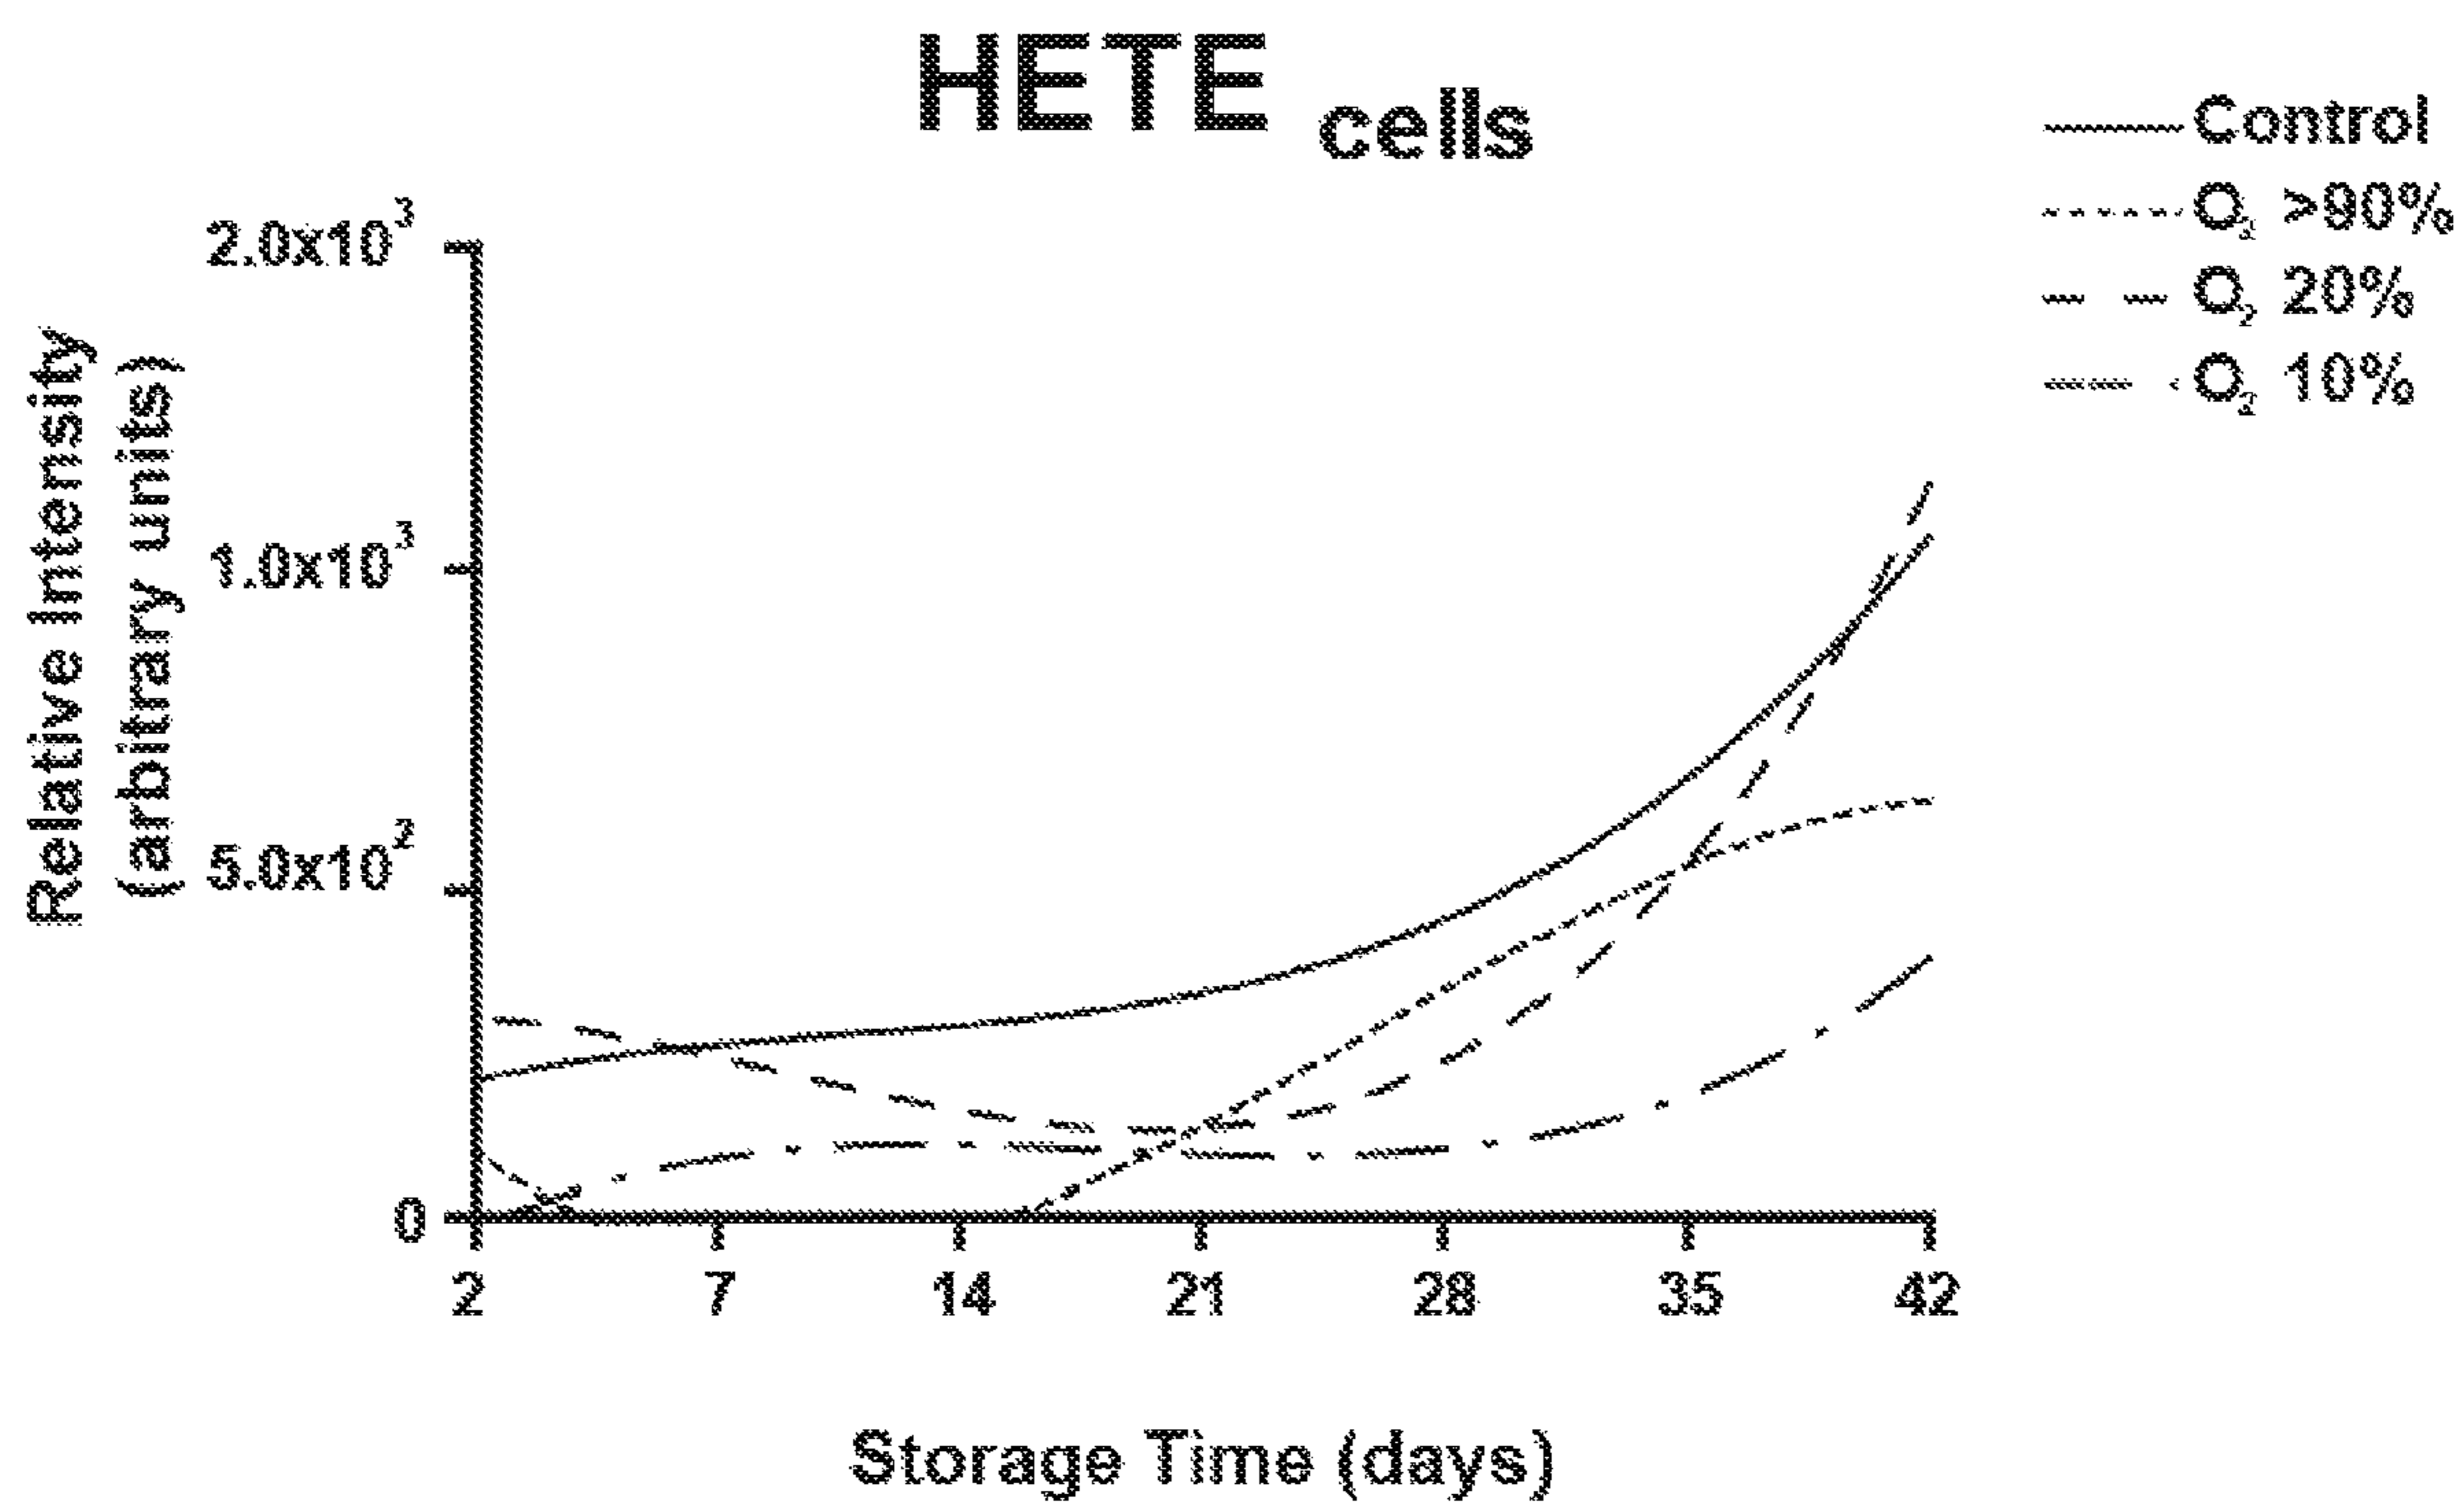 HETE cells
Control
O₂ >90%
O₂ 20%
O₂ 10%
Relative Intensity
(arbitrary units)
2.0x10³
1.0x10³
5.0x10²
0
2 7 14 21 28 35 42
Storage Time (days)